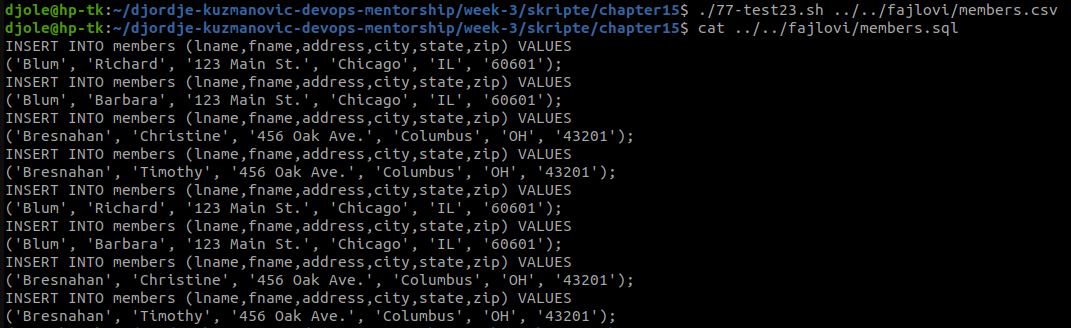 djole@hp-tk:~/djordje-kuzmanovic-devops-mentorship/week-3/skripte/chapter15$ ./77-test23.sh ../../fajlovi/members.csv
djole@hp-tk:~/djordje-kuzmanovic-devops-mentorship/week-3/skripte/chapter15$ cat ../../fajlovi/members.sql
INSERT INTO members (lname,fname,address,city,state,zip) VALUES
('Blum', 'Richard', '123 Main St.', 'Chicago', 'IL', '60601');
INSERT INTO members (lname,fname,address,city,state,zip) VALUES
('Blum', 'Barbara', '123 Main St.', 'Chicago', 'IL', '60601');
INSERT INTO members (lname,fname,address,city,state,zip) VALUES
('Bresnahan', 'Christine', '456 Oak Ave.', 'Columbus', 'OH', '43201');
INSERT INTO members (lname,fname,address,city,state,zip) VALUES
('Bresnahan', 'Timothy', '456 Oak Ave.', 'Columbus', 'OH', '43201');
INSERT INTO members (lname,fname,address,city,state,zip) VALUES
('Blum', 'Richard', '123 Main St.', 'Chicago', 'IL', '60601');
INSERT INTO members (lname,fname,address,city,state,zip) VALUES
('Blum', 'Barbara', '123 Main St.', 'Chicago', 'IL', '60601');
INSERT INTO members (lname,fname,address,city,state,zip) VALUES
('Bresnahan', 'Christine', '456 Oak Ave.', 'Columbus', 'OH', '43201');
INSERT INTO members (lname,fname,address,city,state,zip) VALUES
('Bresnahan', 'Timothy', '456 Oak Ave.', 'Columbus', 'OH', '43201');